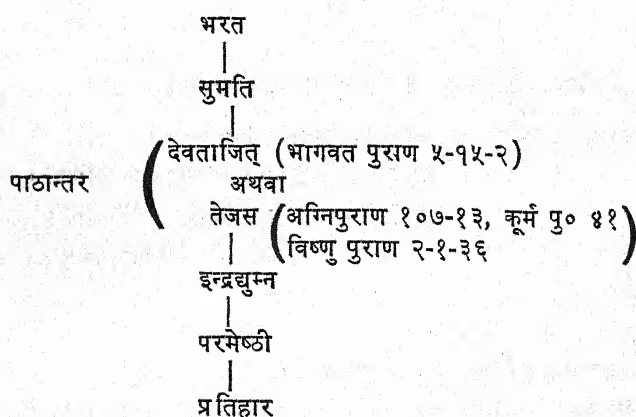 भरत
सुमति
देवताजित् (भागवत पुराण ५-१५-२)
पाठान्तर
अथवा
तेजस (अग्निपुराण १०७-१३, कूर्म पु० ४१
विष्णु पुराण २-१-३६)
इन्द्रद्युम्न
परमेष्ठी
प्रतिहार